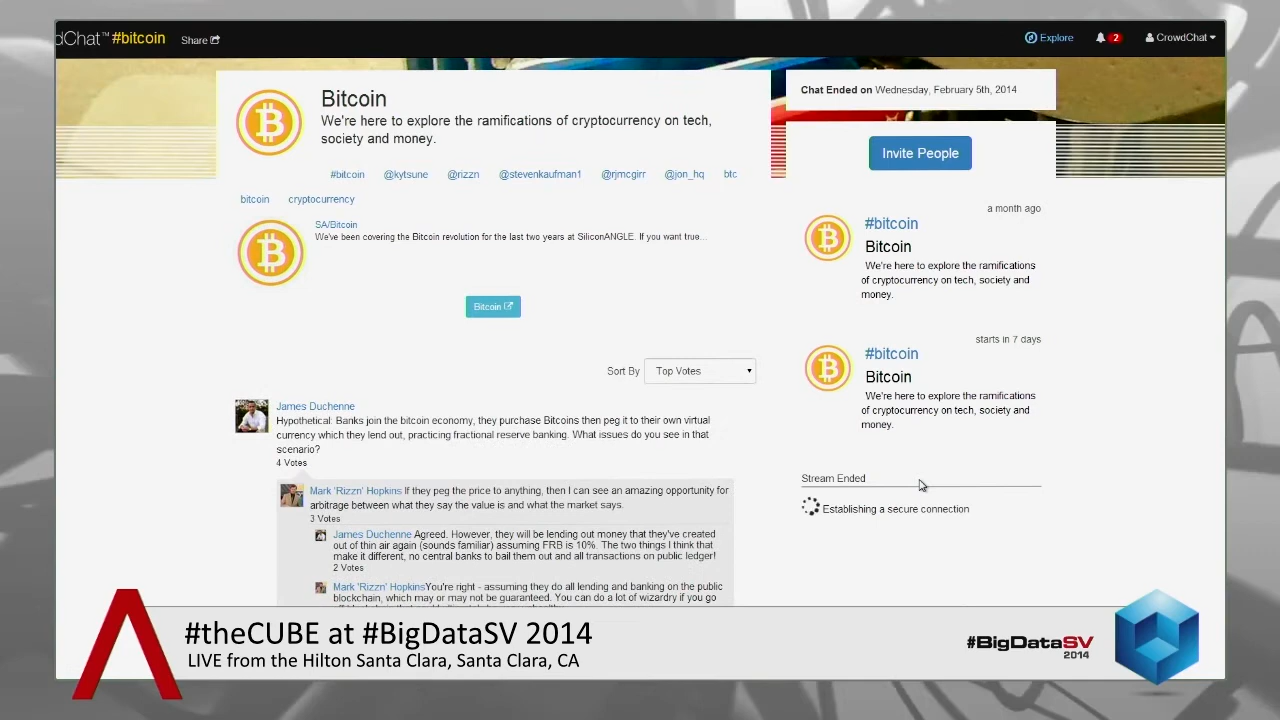 dChat™ #bitcoin Share
Explore 2 CrowdChat
Bitcoin
We're here to explore the ramifications of cryptocurrency on tech,
society and money.
#bitcoin @kytsune @rizzn @stevenkaufman1 @rjmcgirr @jon_hq btc
bitcoin cryptocurrency
SA/Bitcoin
We've been covering the Bitcoin revolution for the last two years at SiliconANGLE. If you want true...
Bitcoin
Sort By Top Votes
James Duchenne
Hypothetical: Banks join the bitcoin economy, they purchase Bitcoins then peg it to their own virtual
currency which they lend out, practicing fractional reserve banking. What issues do you see in that
scenario?
4 Votes
Mark 'Rizzn' Hopkins If they peg the price to anything, then I can see an amazing opportunity for
arbitrage between what they say the value is and what the market says.
3 Votes
James Duchenne Agreed. However, they will be lending out money that they've created
out of thin air again (sounds familiar) assuming FRB is 10%. The two things I think that
make it different, no central banks to bail them out and all transactions on public ledger!
2 Votes
Mark 'Rizzn' HopkinsYou're right - assuming they do all lending and banking on the public
blockchain, which may or may not be guaranteed. You can do a lot of wizardry if you go
Chat Ended on Wednesday, February 5th, 2014
Invite People
a month ago
#bitcoin
Bitcoin
We're here to explore the ramifications
of cryptocurrency on tech, society and
money.
starts in 7 days
#bitcoin
Bitcoin
We're here to explore the ramifications
of cryptocurrency on tech, society and
money.
Stream Ended
Establishing a secure connection
#theCUBE at #BigDataSV 2014
LIVE from the Hilton Santa Clara, Santa Clara, CA
#BigDataSV
2014